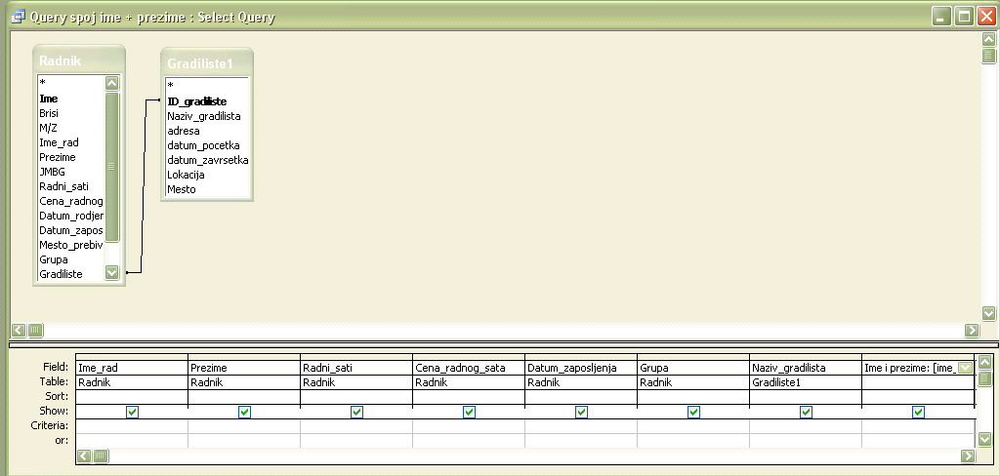 Query spoj ime + prezime : Select Query
Radnik
*
Ime
Brisi
M/Z
Ime_rad
Prezime
JMBG
Radni_sati
Cena_radnog
Datum_rodjer
Datum_zapos
Mesto_prebiv
Grupa
Gradiliste
Gradiliste1
*
ID_gradiliste
Naziv_gradilista
adresa
datum_pocetka
datum_zavrsetka
Lokacija
Mesto
Field: Ime_rad Prezime Radni_sati Cena_radnog_sata Datum_zaposljenja Grupa Naziv_gradilista Ime i prezime: [ime_
Table: Radnik Radnik Radnik Radnik Radnik Radnik Gradiliste1
Sort:
Show:
Criteria:
or: